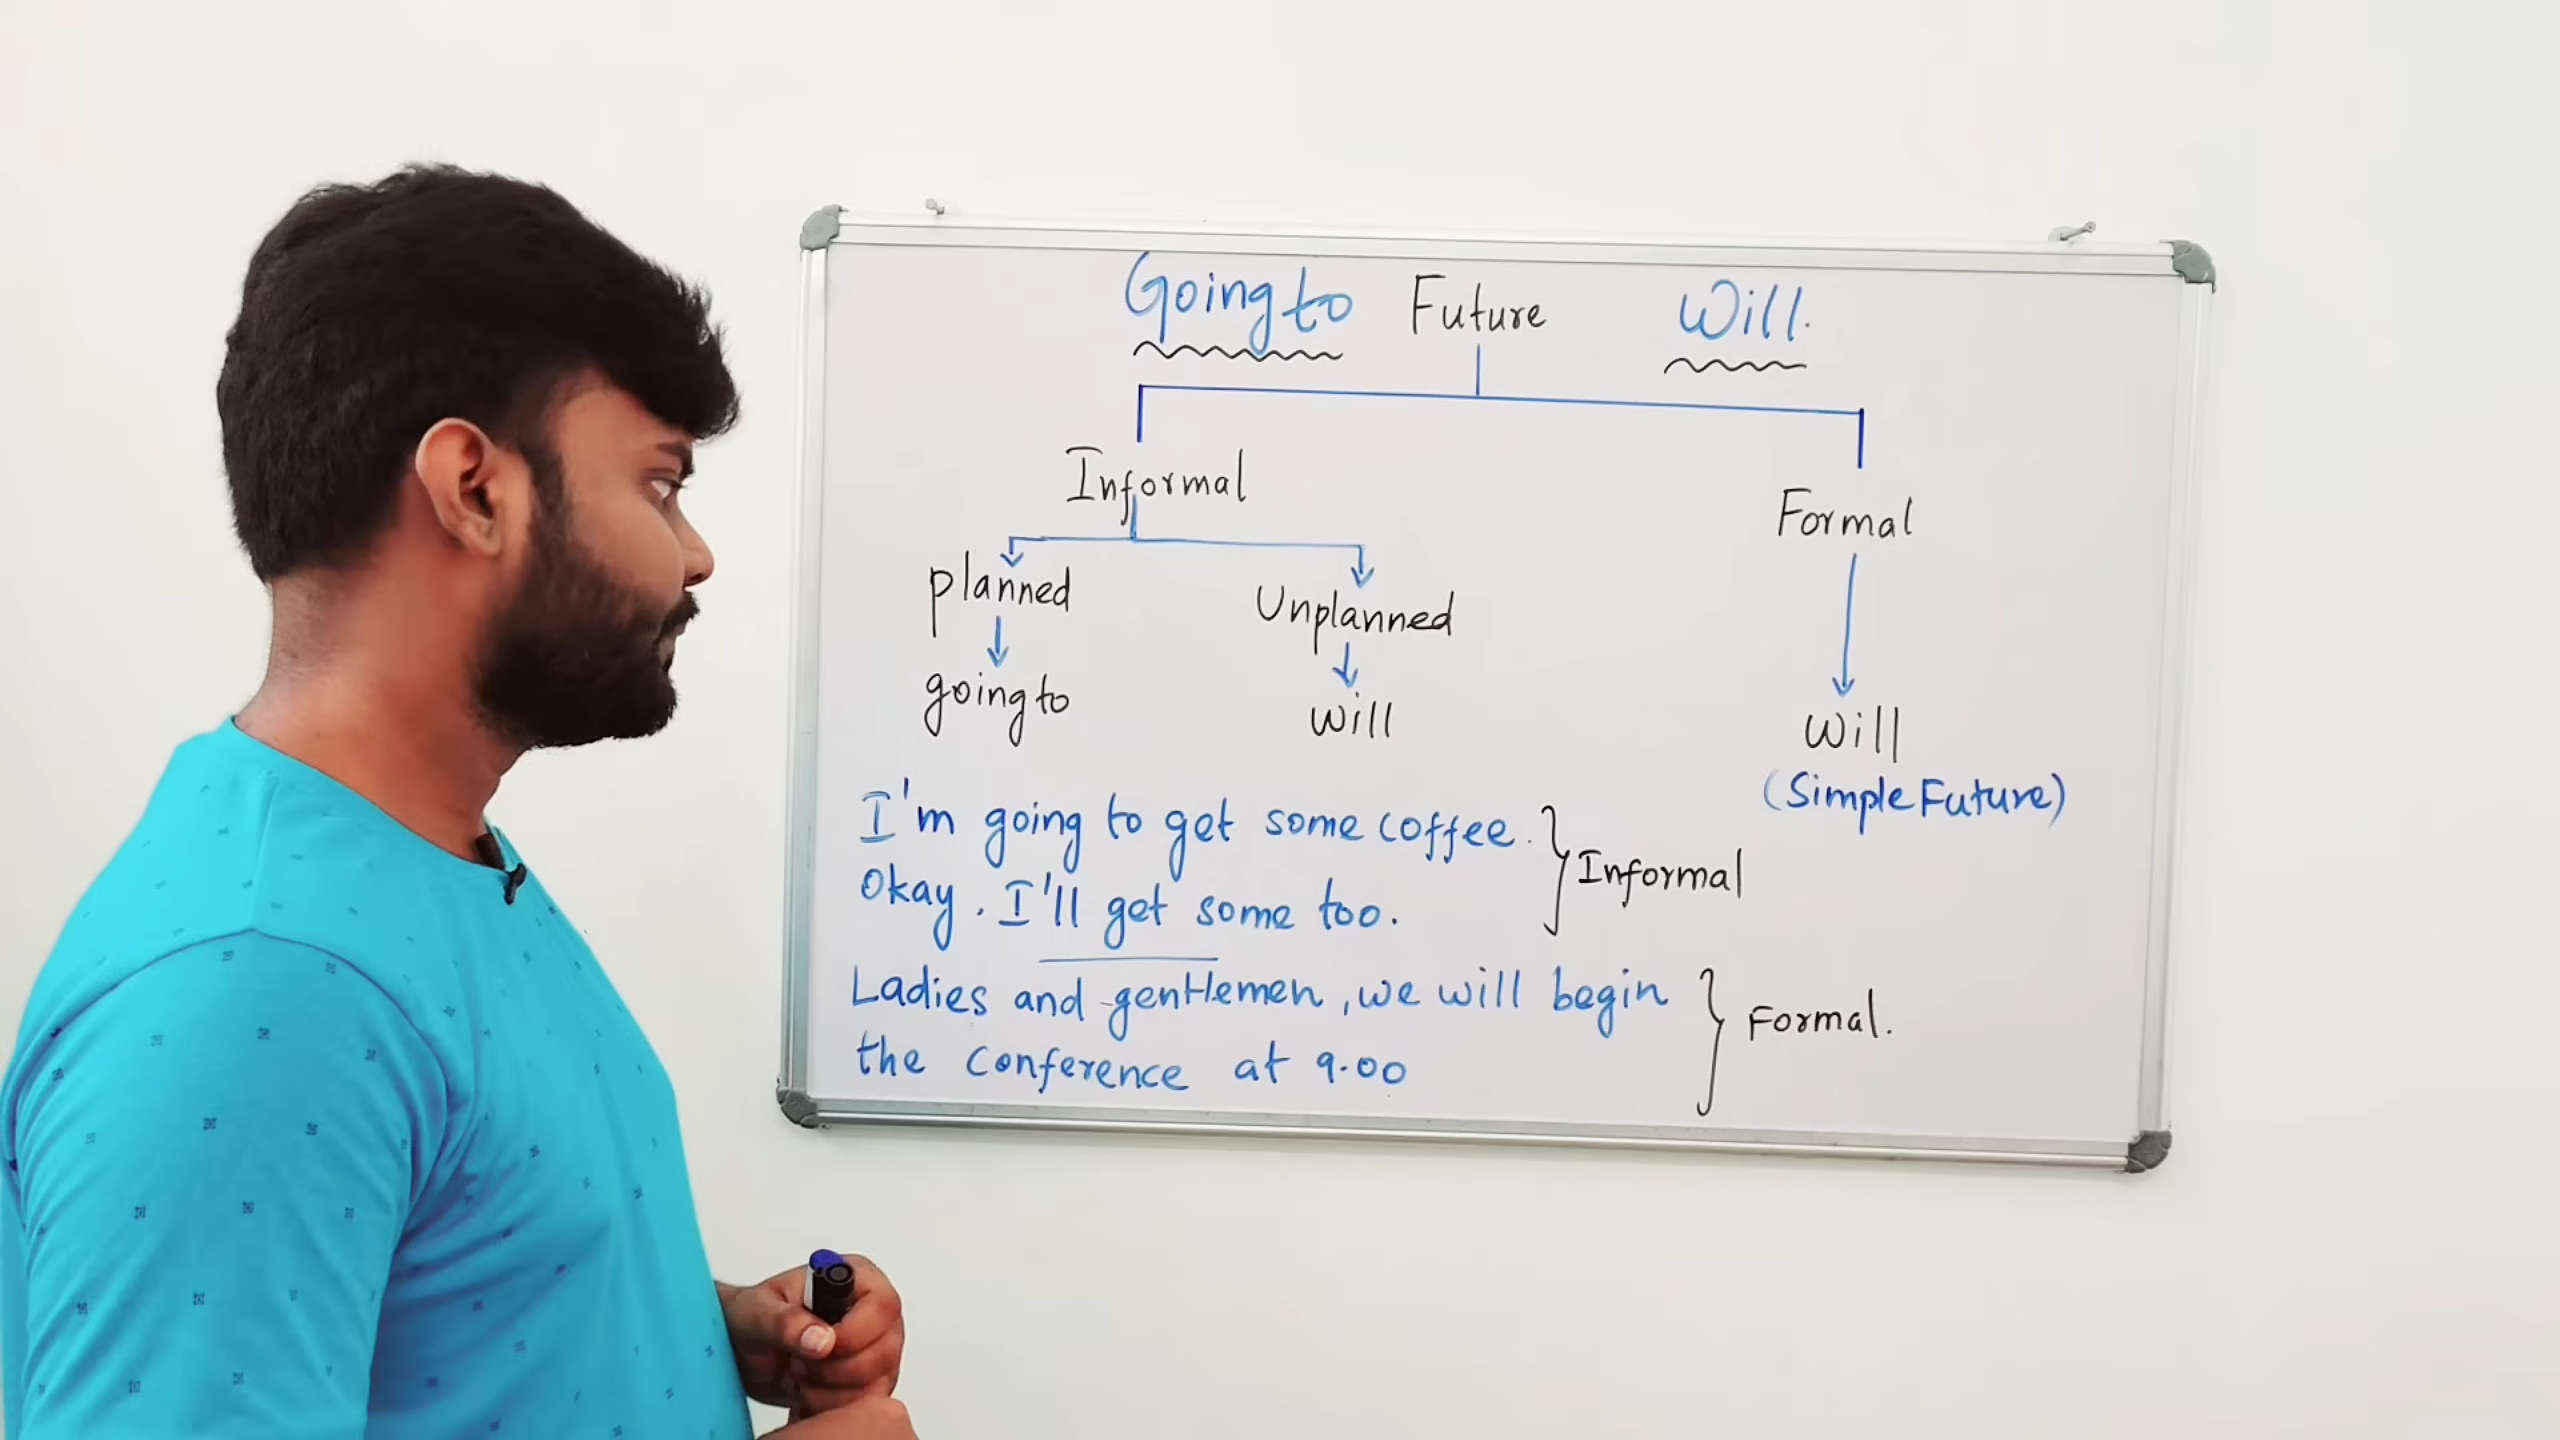 Going to Future Will.
Informal
Formal
planned
Unplanned
going to
will
Will
(Simple Future)
I'm going to get some coffee.
Informal
Okay. I'll get some too.
Ladies and gentlemen, we will begin
Formal.
the conference at 9.00